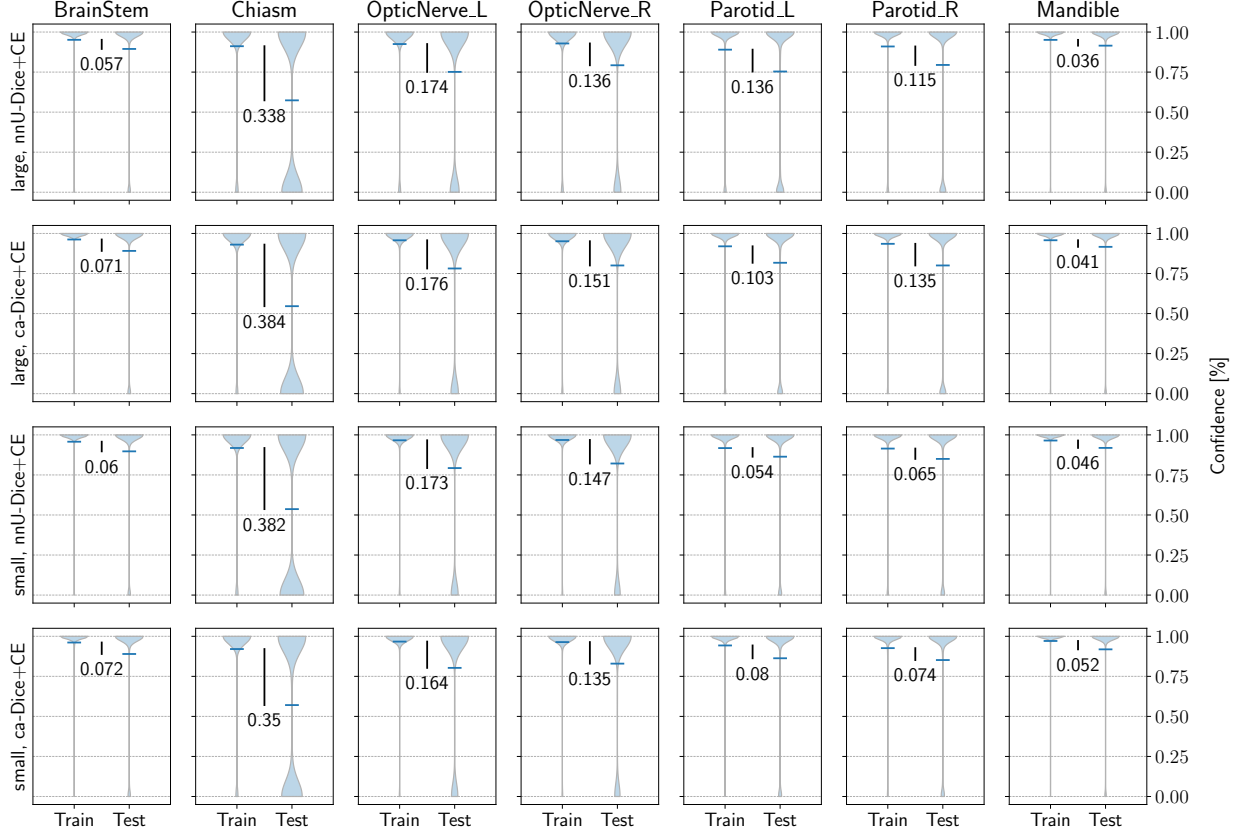 BrainStem Chiasm OpticNerve_L OpticNerve_R Parotid_L Parotid_R Mandible
large, nnU-Dice+CE
0.057 0.338 0.174 0.136 0.136 0.115 0.036
1.00
0.75
0.50
0.25
0.00
large, ca-Dice+CE
0.071 0.384 0.176 0.151 0.103 0.135 0.041
1.00
0.75
0.50
0.25
0.00
small, nnU-Dice+CE
0.06 0.382 0.173 0.147 0.054 0.065 0.046
1.00
0.75
0.50
0.25
0.00
small, ca-Dice+CE
0.072 0.35 0.164 0.135 0.08 0.074 0.052
1.00
0.75
0.50
0.25
0.00
Confidence [%]
Train Test Train Test Train Test Train Test Train Test Train Test Train Test